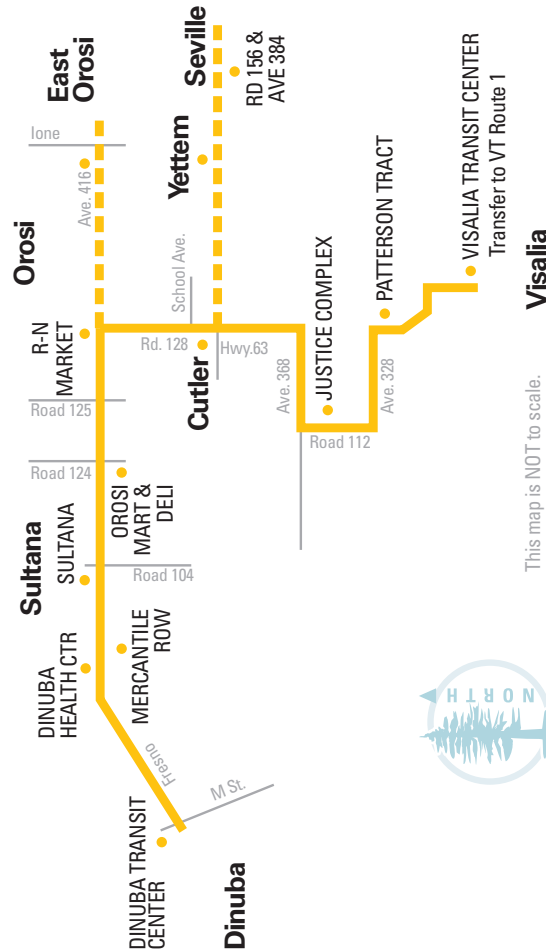 East
Orosi
Ione
Ave. 416
Orosi
R-N
MARKET
Road 125
Road 124
OROSI
MART &
DELI
Sultana
SULTANA
Road 104
DINUBA
HEALTH CTR
MERCANTILE
ROW
Fresno
M St.
DINUBA TRANSIT
CENTER
Dinuba
Seville
RD 156 &
AVE 384
Yettem
School Ave.
Rd. 128
Cutler
Hwy.63
Ave. 368
JUSTICE COMPLEX
Road 112
Ave. 328
PATTERSON TRACT
VISALIA TRANSIT CENTER
Transfer to VT Route 1
Visalia
This map is NOT to scale.
NORTH